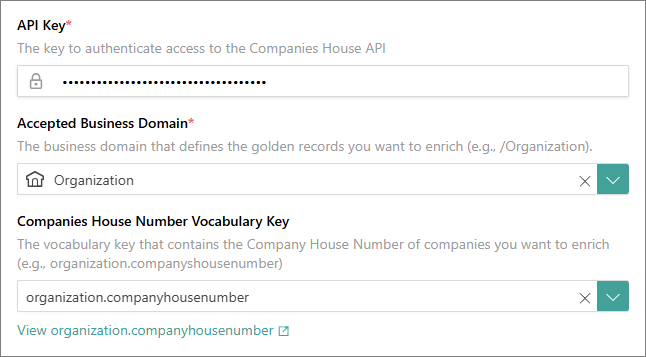 API Key*
The key to authenticate access to the Companies House API
••••••••••••••••••••••••••••••••••
Accepted Business Domain*
The business domain that defines the golden records you want to enrich (e.g., /Organization).
Organization
Companies House Number Vocabulary Key
The vocabulary key that contains the Company House Number of companies you want to enrich
(e.g., organization.companyshousenumber)
organization.companyhousenumber
View organization.companyhousenumber